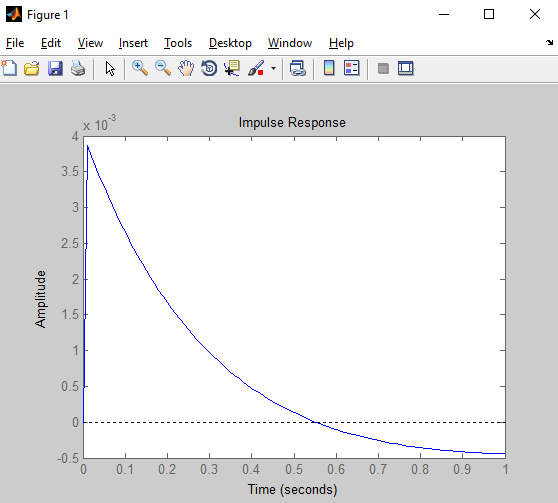 Figure 1
File Edit View Insert Tools Desktop Window Help
x 10⁻³
Impulse Response
4
3.5
3
2.5
2
1.5
1
0.5
0
-0.5
Amplitude
0 0.1 0.2 0.3 0.4 0.5 0.6 0.7 0.8 0.9 1
Time (seconds)